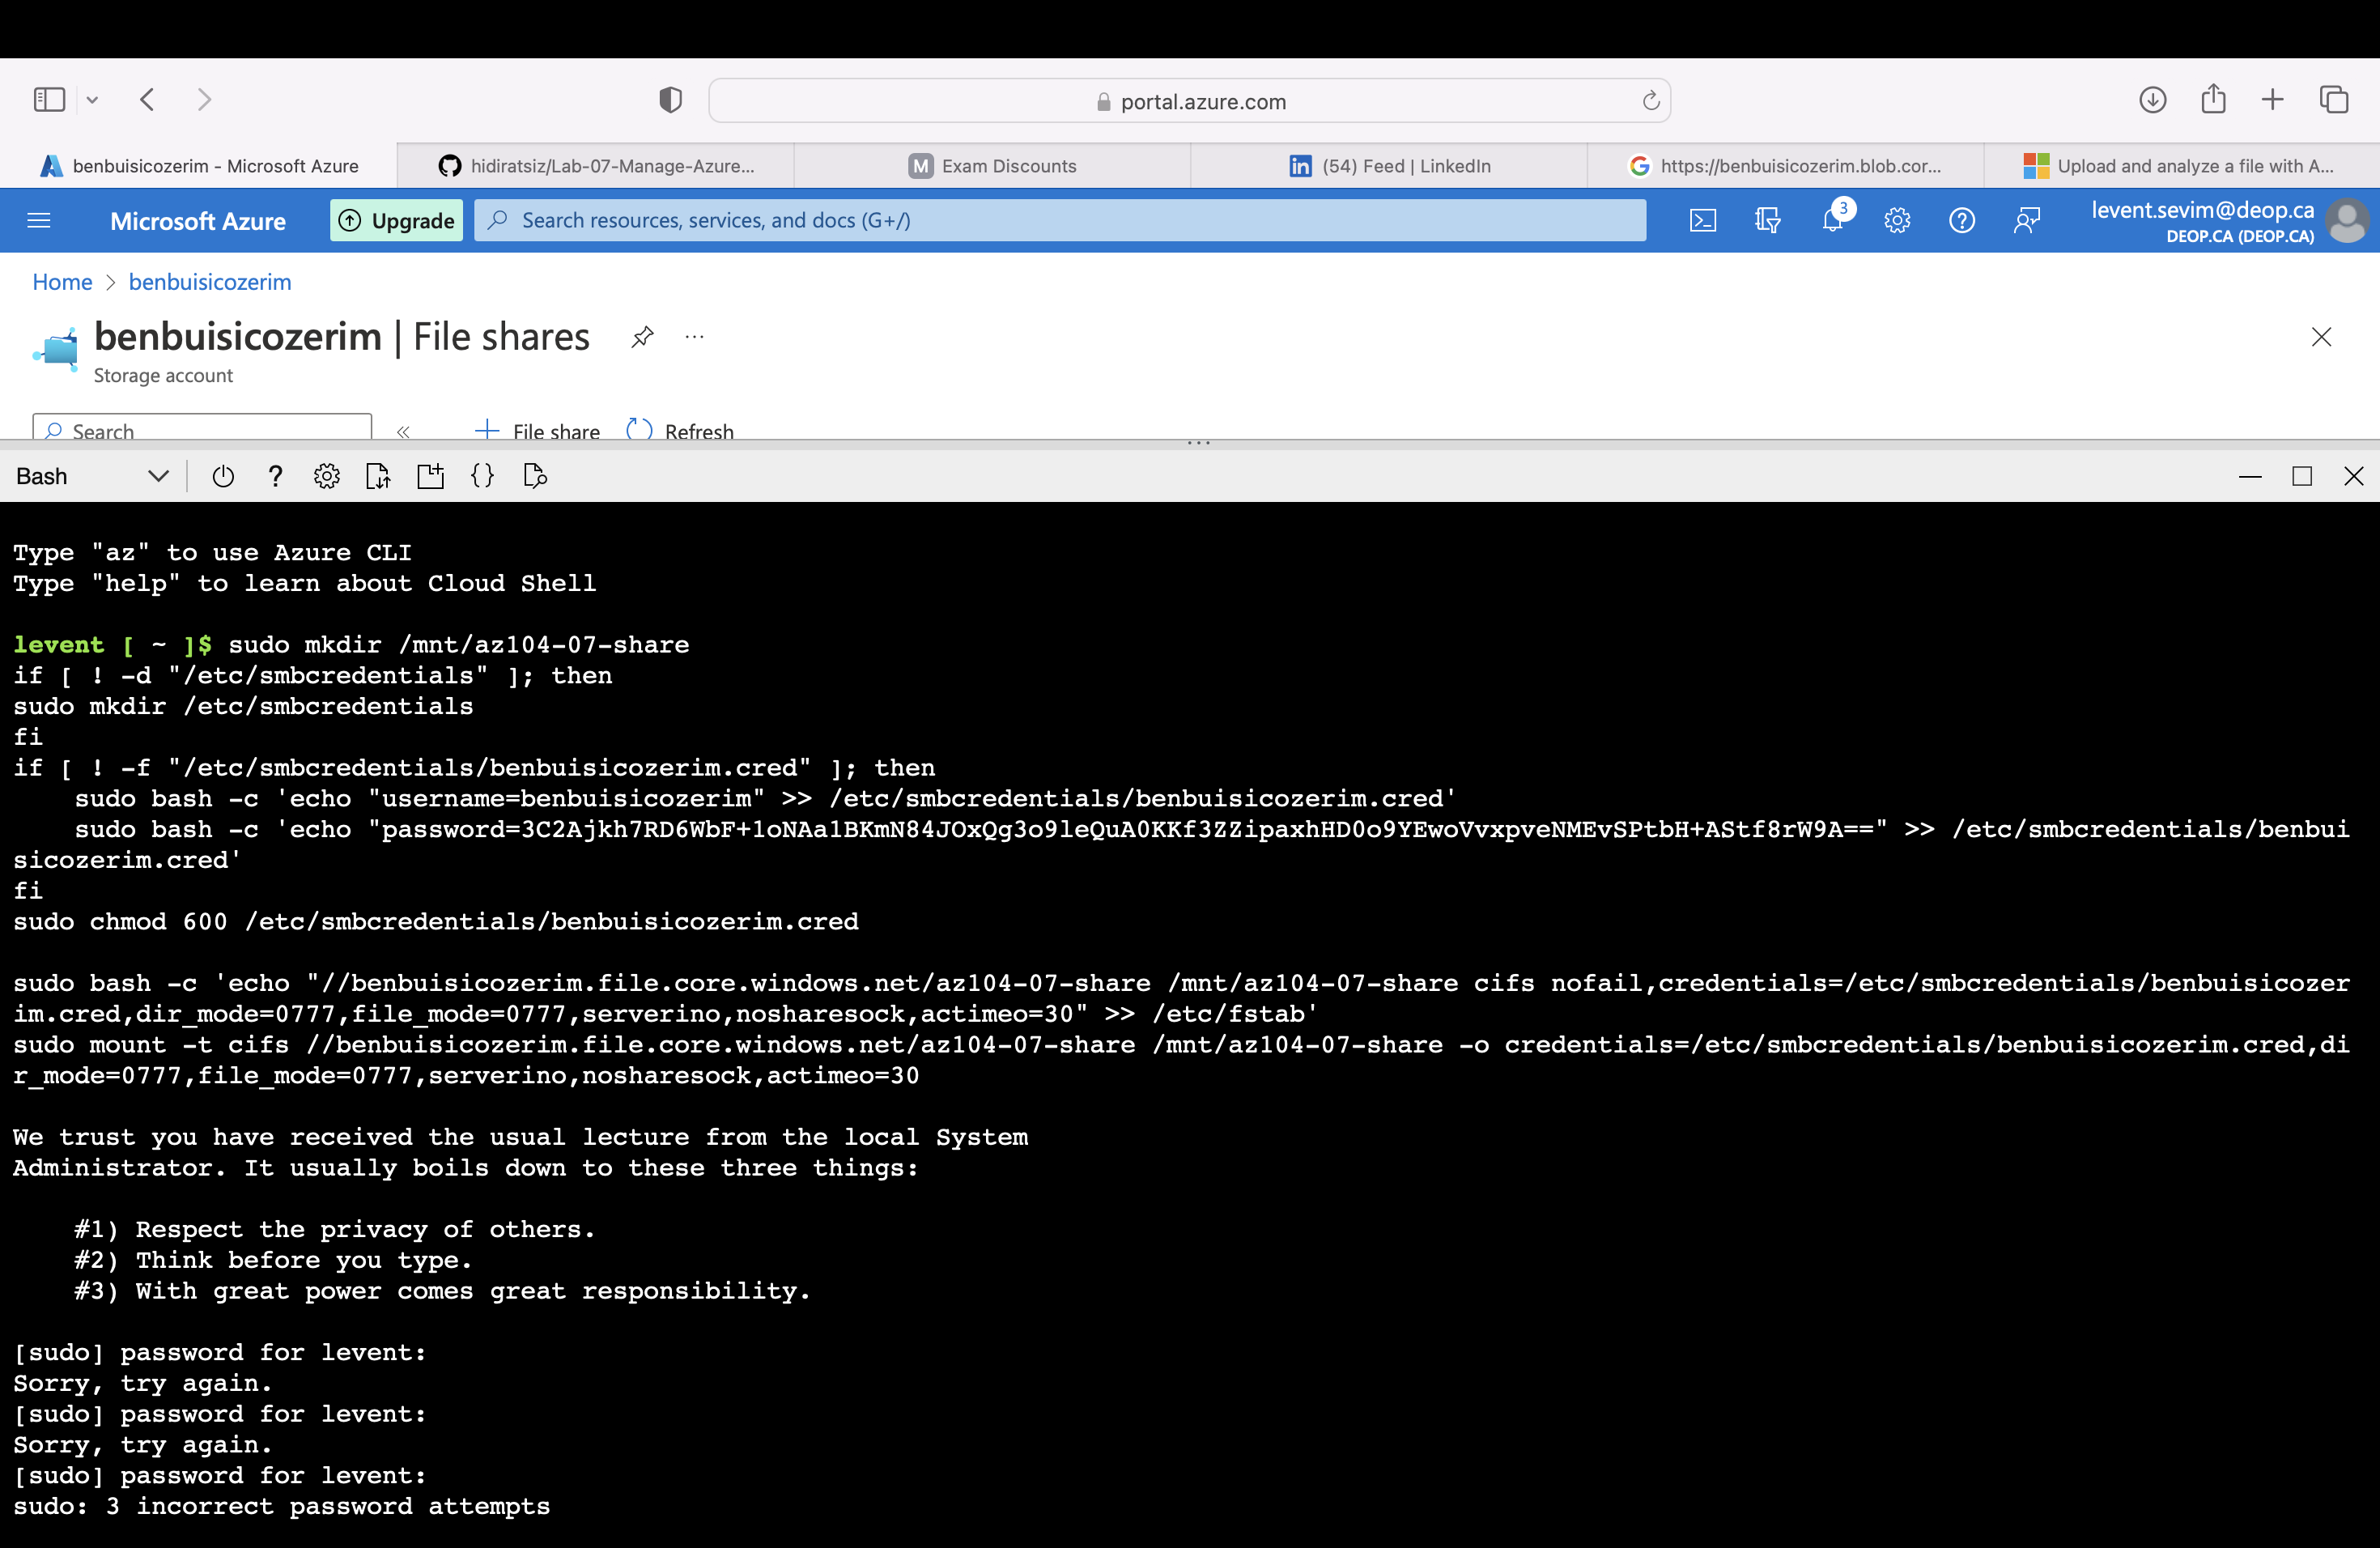 portal.azure.com
benbuisicozerim - Microsoft Azure
hidiratsiz/Lab-07-Manage-Azure...
M Exam Discounts
in (54) Feed | LinkedIn
G https://benbuisicozerim.blob.cor...
Upload and analyze a file with A...
Microsoft Azure
Upgrade
Search resources, services, and docs (G+/)
3
levent.sevim@deop.ca
DEOP.CA (DEOP.CA)
Home > benbuisicozerim
benbuisicozerim | File shares
Storage account
Search
File share
Refresh
Bash
Type "az" to use Azure CLI
Type "help" to learn about Cloud Shell
levent [ ~ ]$ sudo mkdir /mnt/az104-07-share
if [ ! -d "/etc/smbcredentials" ]; then
sudo mkdir /etc/smbcredentials
fi
if [ ! -f "/etc/smbcredentials/benbuisicozerim.cred" ]; then
    sudo bash -c 'echo "username=benbuisicozerim" >> /etc/smbcredentials/benbuisicozerim.cred'
    sudo bash -c 'echo "password=3C2Ajkh7RD6WbF+1oNAa1BKmN84JOxQg3o9leQuA0KKf3ZZipaxhHD0o9YEwoVvxpveNMEvSPtbH+AStf8rW9A==" >> /etc/smbcredentials/benbui
sicozerim.cred'
fi
sudo chmod 600 /etc/smbcredentials/benbuisicozerim.cred
sudo bash -c 'echo "//benbuisicozerim.file.core.windows.net/az104-07-share /mnt/az104-07-share cifs nofail,credentials=/etc/smbcredentials/benbuisicozer
im.cred,dir_mode=0777,file_mode=0777,serverino,nosharesock,actimeo=30" >> /etc/fstab'
sudo mount -t cifs //benbuisicozerim.file.core.windows.net/az104-07-share /mnt/az104-07-share -o credentials=/etc/smbcredentials/benbuisicozerim.cred,di
r_mode=0777,file_mode=0777,serverino,nosharesock,actimeo=30
We trust you have received the usual lecture from the local System
Administrator. It usually boils down to these three things:
    #1) Respect the privacy of others.
    #2) Think before you type.
    #3) With great power comes great responsibility.
[sudo] password for levent:
Sorry, try again.
[sudo] password for levent:
Sorry, try again.
[sudo] password for levent:
sudo: 3 incorrect password attempts